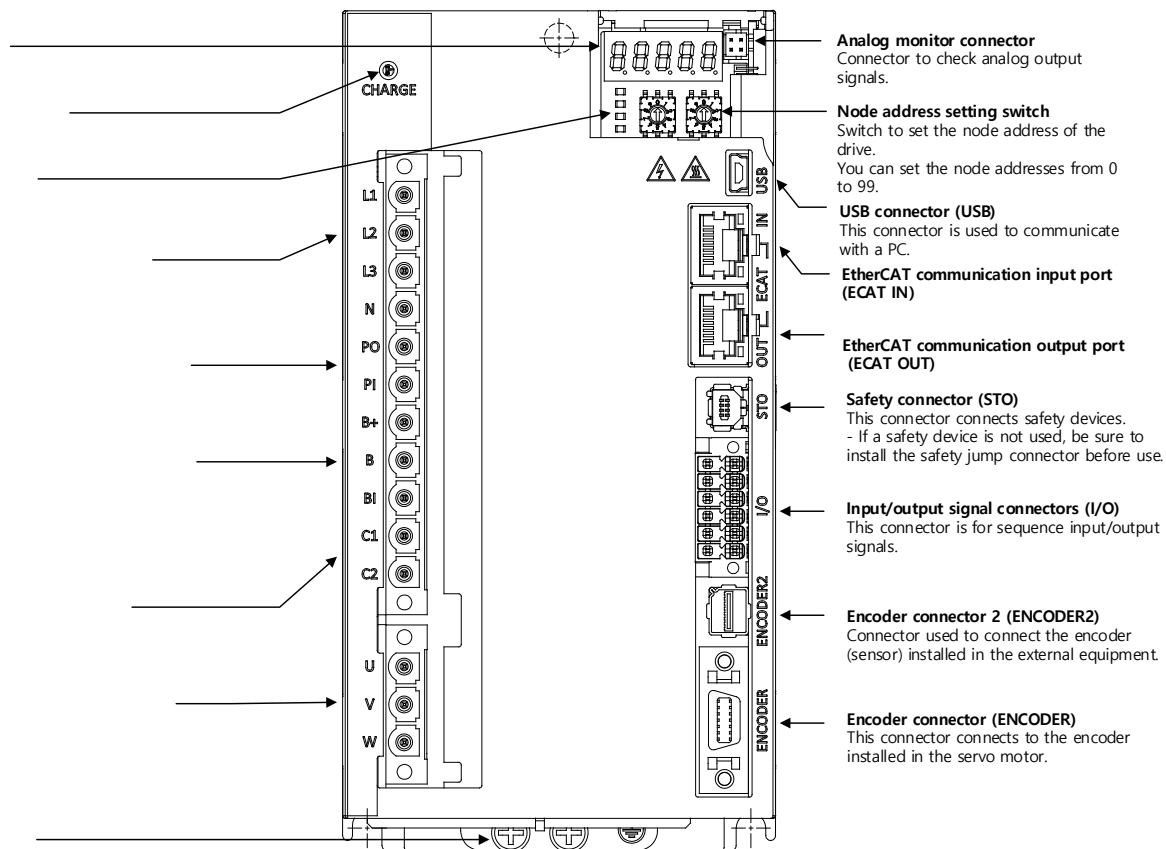 CHARGE
L1
L2
L3
N
PO
PI
B+
B
BI
C1
C2
U
V
W
8.8.8.8.8.
USB
IN
ECAT
OUT
STO
I/O
ENCODER2
ENCODER
Analog monitor connector
Connector to check analog output
signals.
Node address setting switch
Switch to set the node address of the
drive.
You can set the node addresses from 0
to 99.
USB connector (USB)
This connector is used to communicate
with a PC.
EtherCAT communication input port
(ECAT IN)
EtherCAT communication output port
(ECAT OUT)
Safety connector (STO)
This connector connects safety devices.
- If a safety device is not used, be sure to
install the safety jump connector before use.
Input/output signal connectors (I/O)
This connector is for sequence input/output
signals.
Encoder connector 2 (ENCODER2)
Connector used to connect the encoder
(sensor) installed in the external equipment.
Encoder connector (ENCODER)
This connector connects to the encoder
installed in the servo motor.